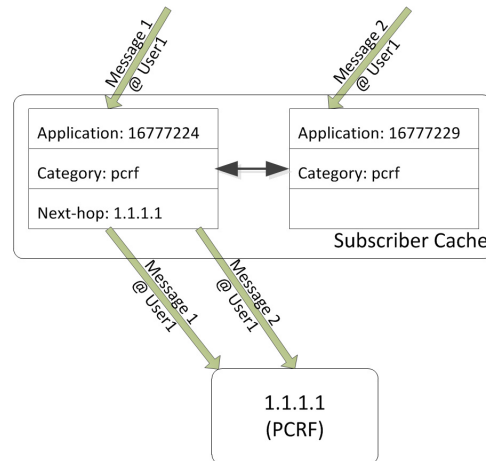 Message 1
@ User1
Message 2
@ User1
Application: 16777224
Category: pcrf
Next-hop: 1.1.1.1
Application: 16777229
Category: pcrf
Subscriber Cache
Message 1
@ User1
Message 2
@ User1
1.1.1.1
(PCRF)